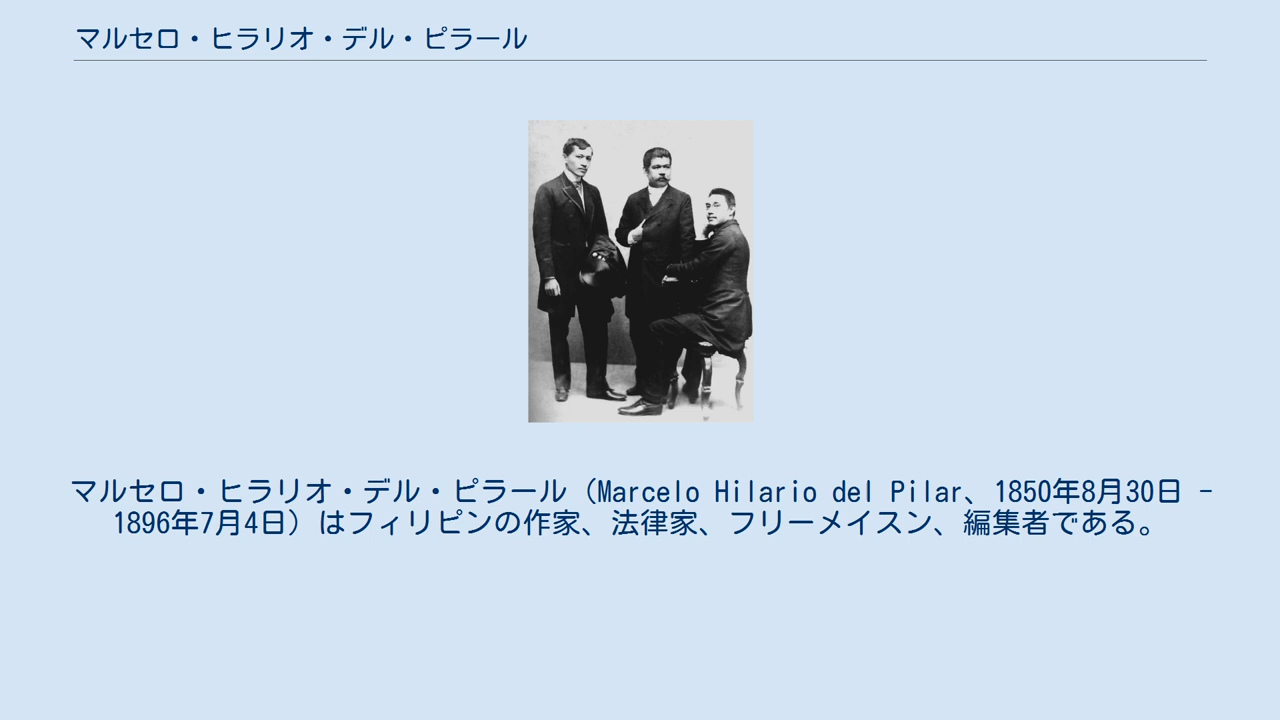 マルセロ・ヒラリオ・デル・ピラール
マルセロ・ヒラリオ・デル・ピラール（Marcelo Hilario del Pilar、1850年8月30日 -
1896年7月4日）はフィリピンの作家、法律家、フリーメイスン、編集者である。